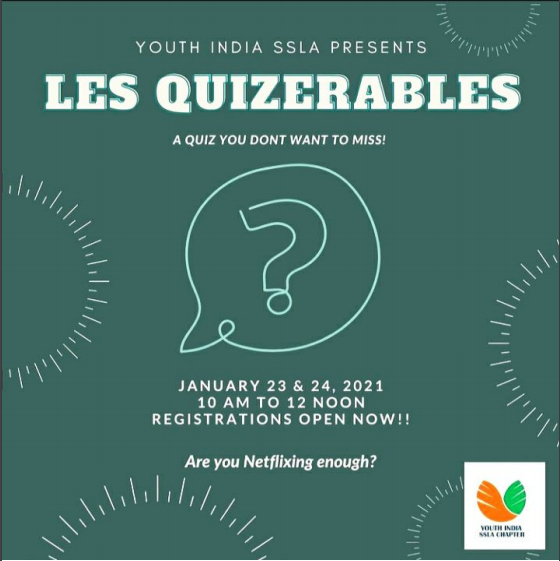 YOUTH INDIA SSLA PRESENTS
LES QUIZERABLES
A QUIZ YOU DONT WANT TO MISS!
?
JANUARY 23 & 24, 2021
10 AM TO 12 NOON
REGISTRATIONS OPEN NOW!!
Are you Netflixing enough?
YOUTH INDIA
SSLA CHAPTER